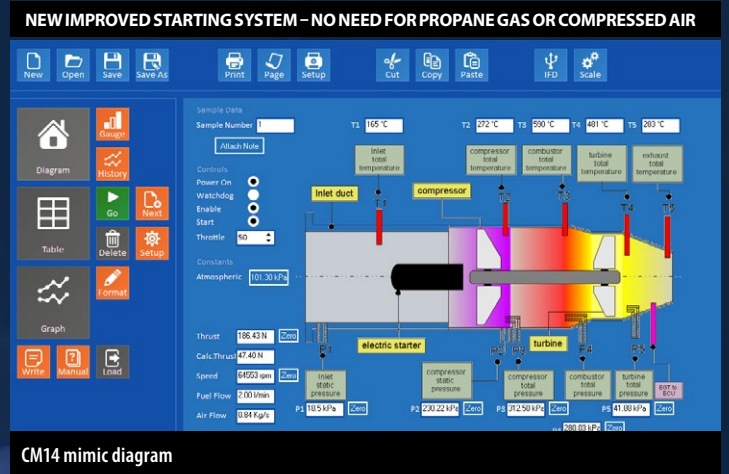 NEW IMPROVED STARTING SYSTEM – NO NEED FOR PROPANE GAS OR COMPRESSED AIR
New Open Save Save As Print Page Setup Cut Copy Paste IFD Scale
Sample Data
Sample Number 1
Attach Note
T1 165 °C T2 272 °C T3 590 °C T4 481 °C T5 203 °C
Inlet
total
temperature
compressor
total
temperature
combustor
total
temperature
turbine
total
temperature
exhaust
total
temperature
Diagram
Gauge
History
Controls
Power On
Watchdog
Enable
Start
Throttle 50
Inlet duct
compressor
T1 T2 T3 T4 T5
Table
Go
Next
Delete
Setup
Constants
Atmospheric 101.30 kPa
Graph
Format
Write
Manual
Load
Thrust 186.43 N Zero
Calc.Thrust 47.40 N
Speed 64553 rpm Zero
Fuel Flow 2.00 l/min
Air Flow 0.84 Kg/s
electric starter
turbine
P1 P2 P3 P4 P5
Inlet
static
pressure
compressor
static
pressure
compressor
total
pressure
combustor
total
pressure
turbine
total
pressure
EGT to
ECU
P1 18.5 kPa Zero
P2 230.22 kPa Zero
P3 312.50 kPa Zero
P5 41.88 kPa Zero
P4 280.03 kPa Zero
CM14 mimic diagram